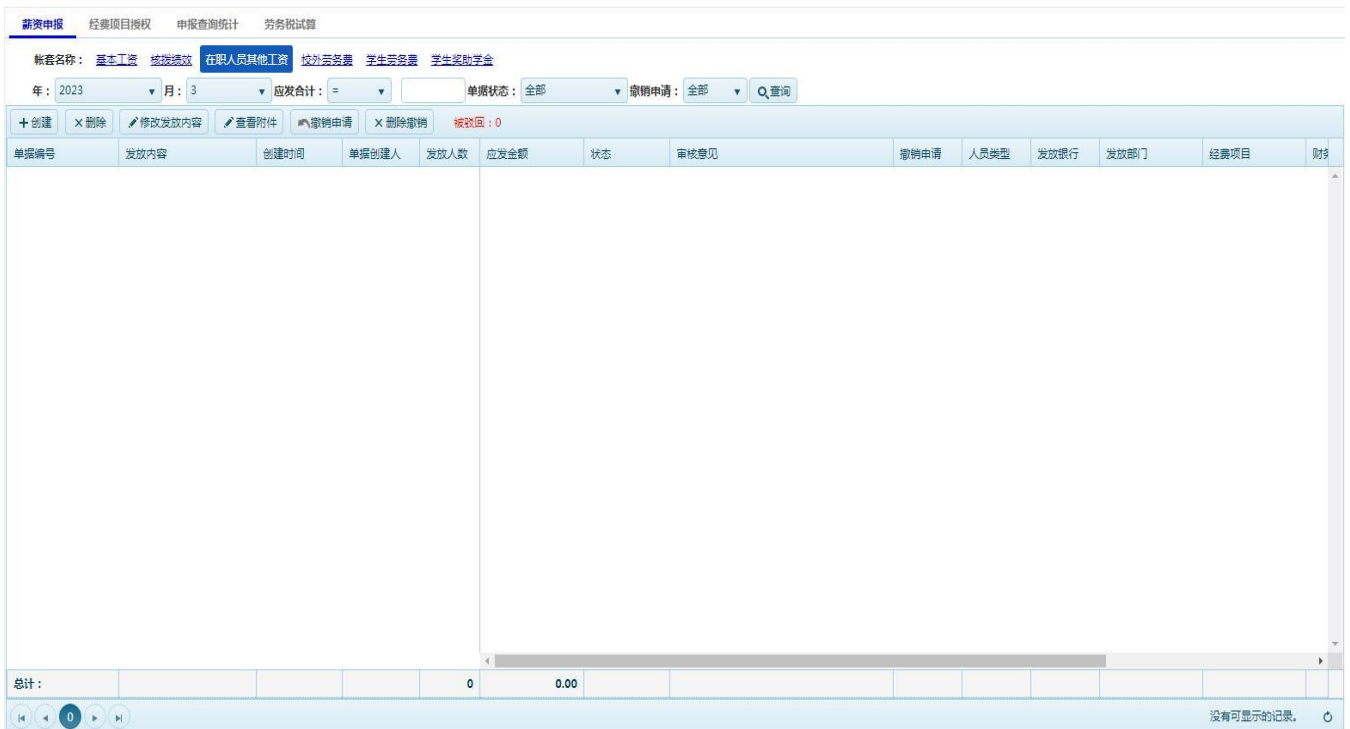 薪资申报 经费项目授权 申报查询统计 劳务税试算
帐套名称： 基本工资 核拨绩效 在职人员其他工资 校外劳务费 学生劳务费 学生奖助学金
年： 2023 月： 3 应发合计： = 单据状态： 全部 撤销申请： 全部 查询
创建 删除 修改发放内容 查看附件 撤销申请 删除撤销 被驳回：0
单据编号 发放内容 创建时间 单据创建人 发放人数 应发金额 状态 审核意见 撤销申请 人员类型 发放银行 发放部门 经费项目
总计： 0 0.00
0 没有可显示的记录。